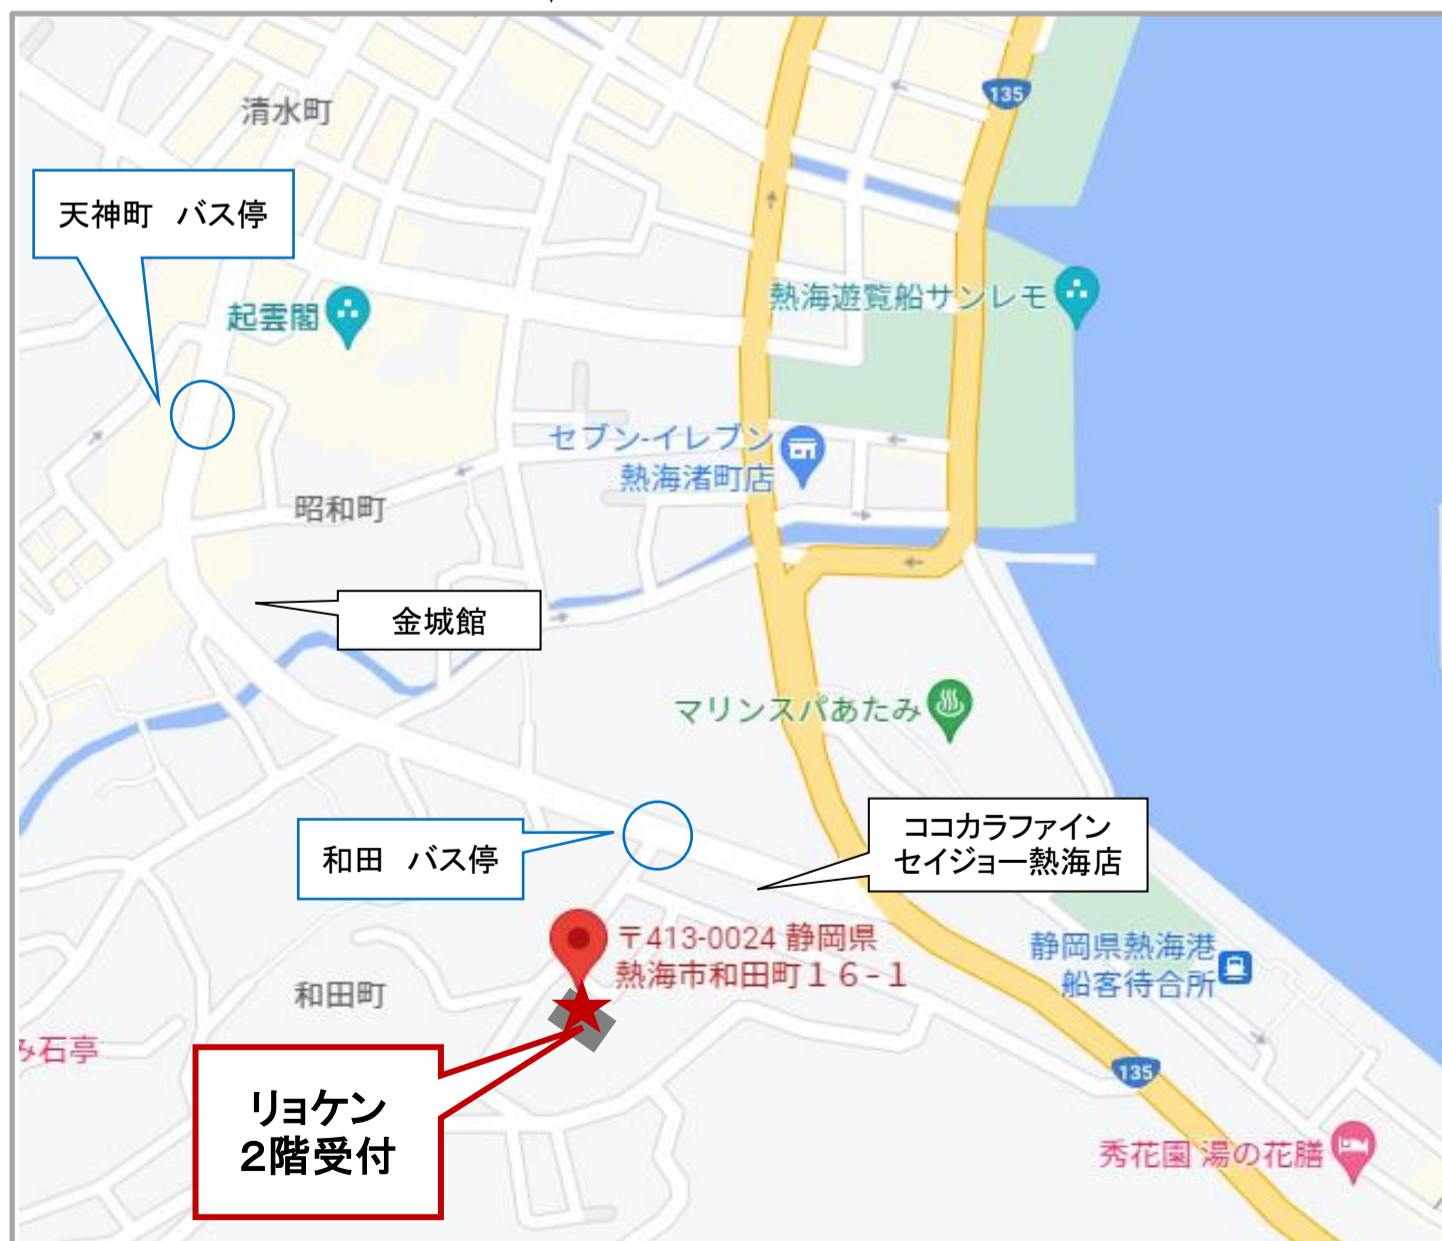 135
清水町
天神町 バス停
起雲閣
熱海遊覧船サンレモ
セブン-イレブン
熱海渚町店
昭和町
金城館
マリンスパあたみ
ココカラファイン
セイジョー熱海店
和田 バス停
〒413-0024 静岡県
熱海市和田町16-1
静岡県熱海港
船客待合所
和田町
み石亭
135
リョケン
2階受付
秀花園 湯の花膳